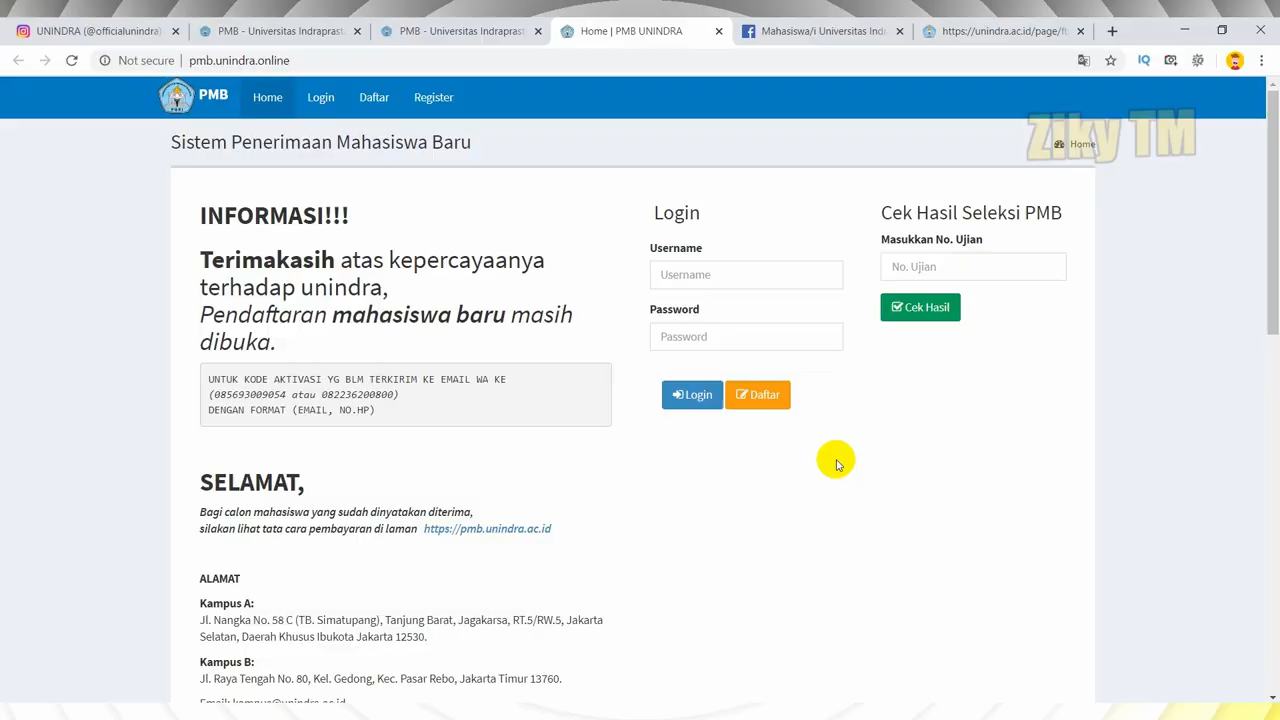 UNINDRA (@officialunindra)
PMB - Universitas Indraprast
PMB - Universitas Indraprast
Home | PMB UNINDRA
Mahasiswa/i Universitas Ind
https://unindra.ac.id/page/ft
Not secure
pmb.unindra.online
IQ
PMB
Home
Login
Daftar
Register
Ziky TM
Sistem Penerimaan Mahasiswa Baru
Home
INFORMASI!!!
Terimakasih atas kepercayaanya
terhadap unindra,
Pendaftaran mahasiswa baru masih
dibuka.
UNTUK KODE AKTIVASI YG BLM TERKIRIM KE EMAIL WA KE
(085693009054 atau 082236200800)
DENGAN FORMAT (EMAIL, NO.HP)
SELAMAT,
Bagi calon mahasiswa yang sudah dinyatakan diterima,
silakan lihat tata cara pembayaran di laman https://pmb.unindra.ac.id
ALAMAT
Kampus A:
Jl. Nangka No. 58 C (TB. Simatupang), Tanjung Barat, Jagakarsa, RT.5/RW.5, Jakarta
Selatan, Daerah Khusus Ibukota Jakarta 12530.
Kampus B:
Jl. Raya Tengah No. 80, Kel. Gedong, Kec. Pasar Rebo, Jakarta Timur 13760.
Email: kampus@unindra.ac.id
Login
Username
Username
Password
Password
Login
Daftar
Cek Hasil Seleksi PMB
Masukkan No. Ujian
No. Ujian
Cek Hasil